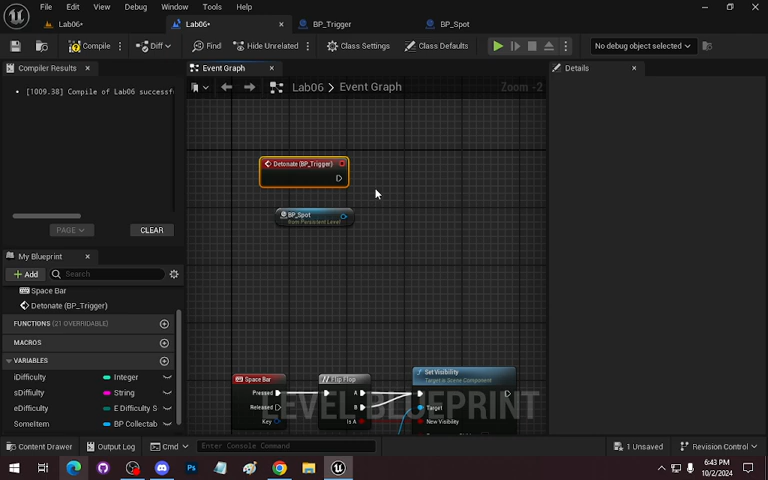 File Edit View Debug Window Tools Help
Lab06•
Lab06•
BP_Trigger
BP_Spot
Compile
Diff
Find
Hide Unrelated
Class Settings
Class Defaults
No debug object selected
Compiler Results
[1009.38] Compile of Lab06 successf
PAGE
CLEAR
Event Graph
Lab06 > Event Graph
Zoom -2
Details
Detonate (BP_Trigger)
BP_Spot
from Persistent Level
My Blueprint
Add
Search
Space Bar
Detonate (BP_Trigger)
FUNCTIONS (21 OVERRIDABLE)
MACROS
VARIABLES
iDifficulty Integer
sDiffiulty String
eDifficulty E Difficulty S
SomeItem BP Collectab
Space Bar
Pressed
Released
Key
Flip Flop
A
B
Is A
Set Visibility
Target is Scene Component
Target
New Visibility
LEVEL BLUEPRINT
Content Drawer
Output Log
Cmd
Enter Console Command
1 Unsaved
Revision Control
6:43 PM
10/2/2024